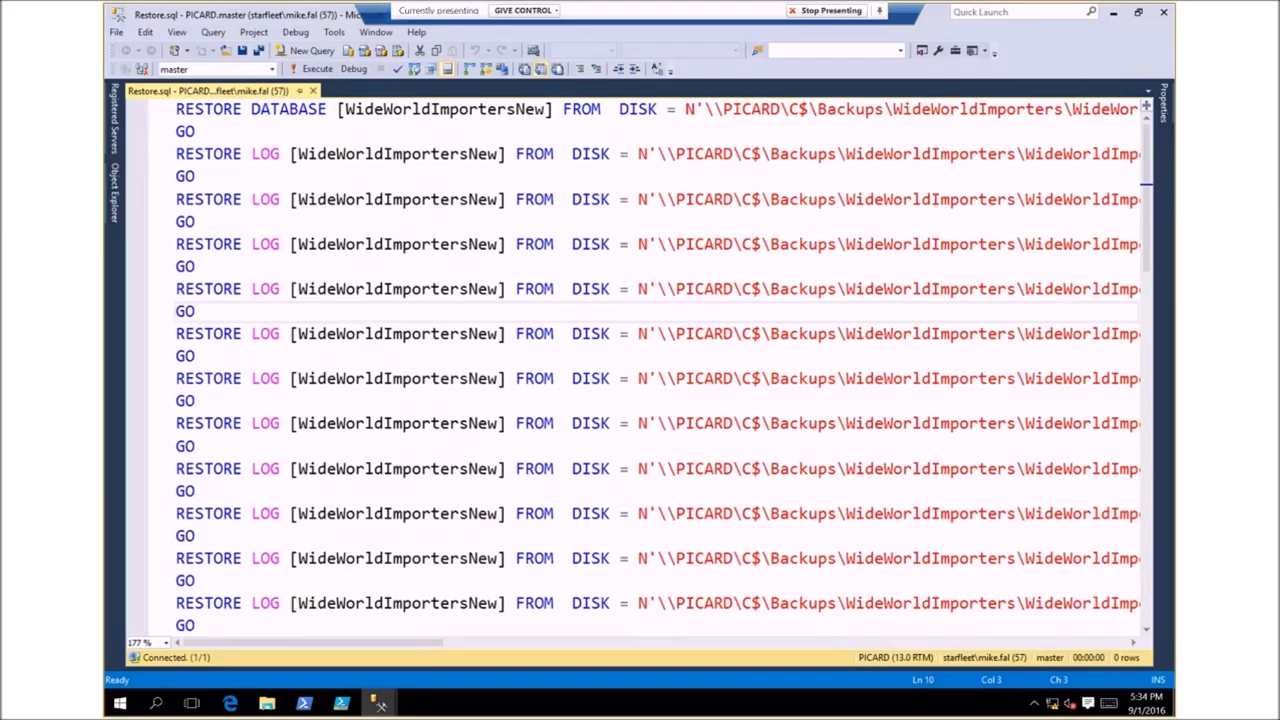 Restore.sql - PICARD.master (starfleet\mike.fal (57)) - Mic
Currently presenting GIVE CONTROL Stop Presenting
Quick Launch
File Edit View Query Project Debug Tools Window Help
New Query
master Execute Debug
Restore.sql - PICARD...fleet\mike.fal (57))
Registered Servers
Object Explorer
Properties
RESTORE DATABASE [WideWorldImportersNew] FROM DISK = N'\\PICARD\C$\Backups\WideWorldImporters\WideWor
GO
RESTORE LOG [WideWorldImportersNew] FROM DISK = N'\\PICARD\C$\Backups\WideWorldImporters\WideWorldImp
GO
RESTORE LOG [WideWorldImportersNew] FROM DISK = N'\\PICARD\C$\Backups\WideWorldImporters\WideWorldImp
GO
RESTORE LOG [WideWorldImportersNew] FROM DISK = N'\\PICARD\C$\Backups\WideWorldImporters\WideWorldImp
GO
RESTORE LOG [WideWorldImportersNew] FROM DISK = N'\\PICARD\C$\Backups\WideWorldImporters\WideWorldImp
GO
RESTORE LOG [WideWorldImportersNew] FROM DISK = N'\\PICARD\C$\Backups\WideWorldImporters\WideWorldImp
GO
RESTORE LOG [WideWorldImportersNew] FROM DISK = N'\\PICARD\C$\Backups\WideWorldImporters\WideWorldImp
GO
RESTORE LOG [WideWorldImportersNew] FROM DISK = N'\\PICARD\C$\Backups\WideWorldImporters\WideWorldImp
GO
RESTORE LOG [WideWorldImportersNew] FROM DISK = N'\\PICARD\C$\Backups\WideWorldImporters\WideWorldImp
GO
RESTORE LOG [WideWorldImportersNew] FROM DISK = N'\\PICARD\C$\Backups\WideWorldImporters\WideWorldImp
GO
RESTORE LOG [WideWorldImportersNew] FROM DISK = N'\\PICARD\C$\Backups\WideWorldImporters\WideWorldImp
GO
RESTORE LOG [WideWorldImportersNew] FROM DISK = N'\\PICARD\C$\Backups\WideWorldImporters\WideWorldImp
GO
177 %
Connected. (1/1) PICARD (13.0 RTM) starfleet\mike.fal (57) master 00:00:00 0 rows
Ready Ln 10 Col 3 Ch 3 INS
5:34 PM
9/1/2016